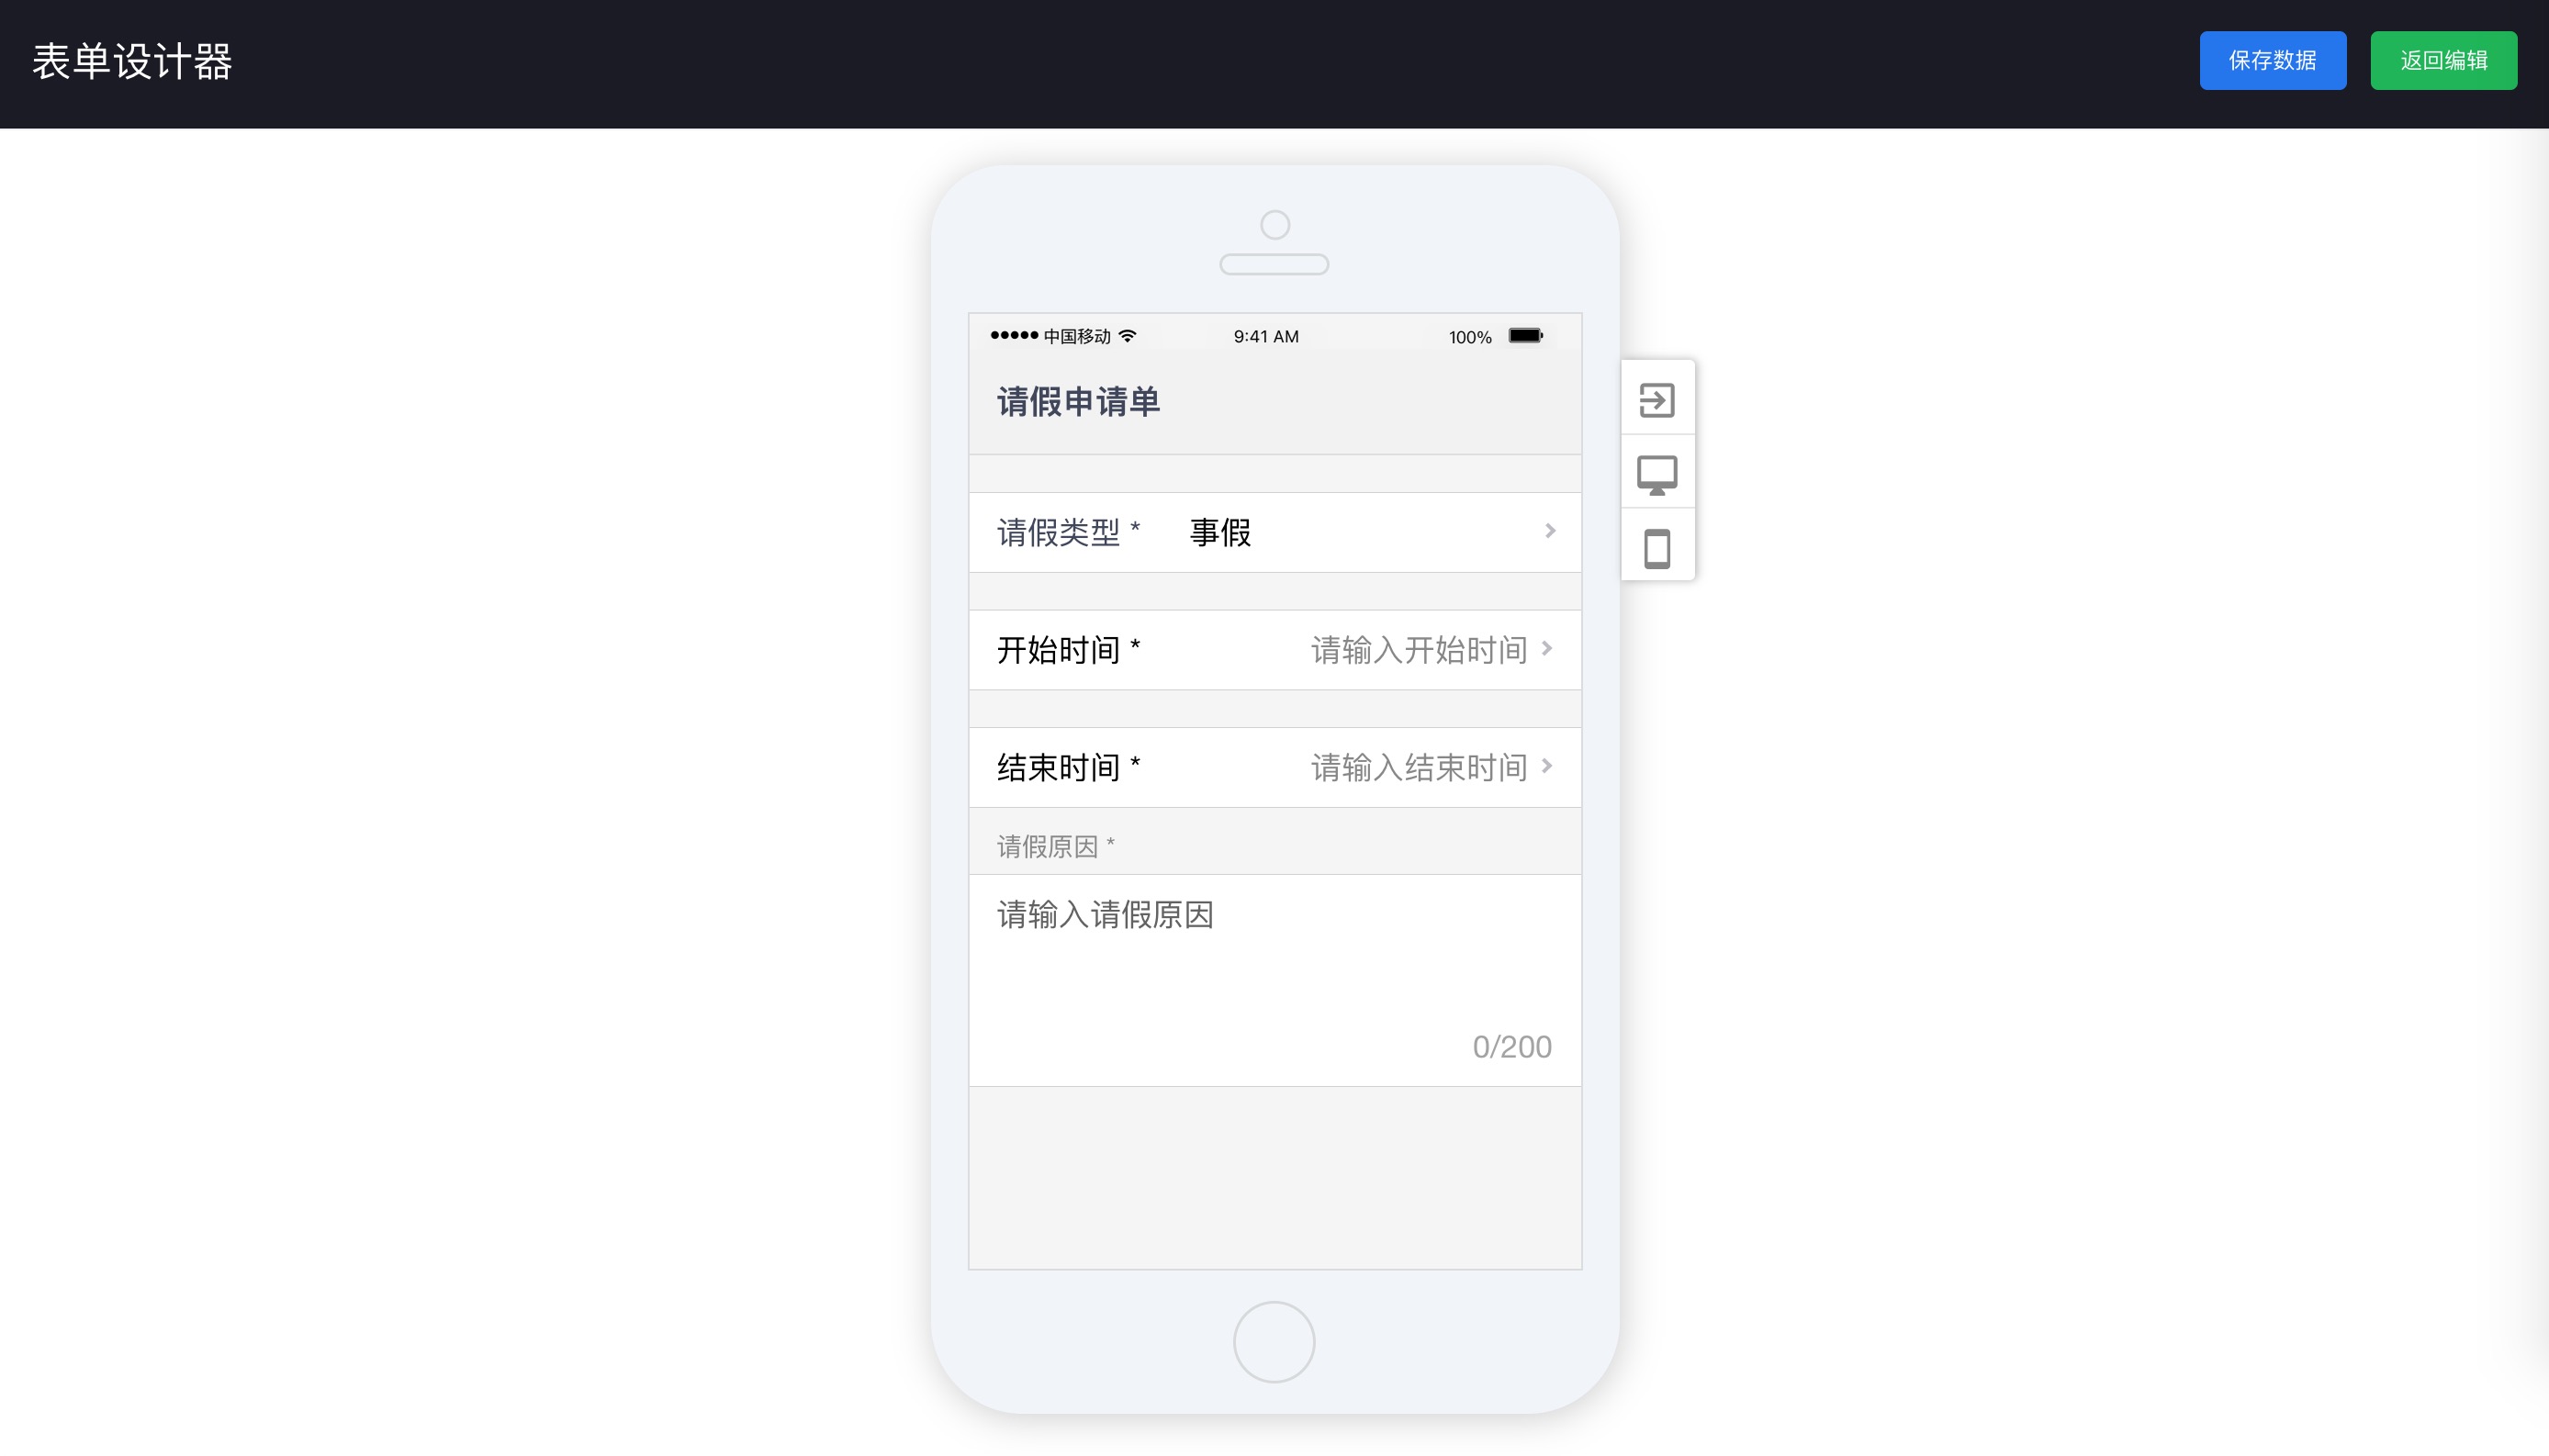 表单设计器
保存数据
返回编辑
中国移动 9:41 AM 100%
请假申请单
请假类型 * 事假
开始时间 * 请输入开始时间
结束时间 * 请输入结束时间
请假原因 *
请输入请假原因
0/200